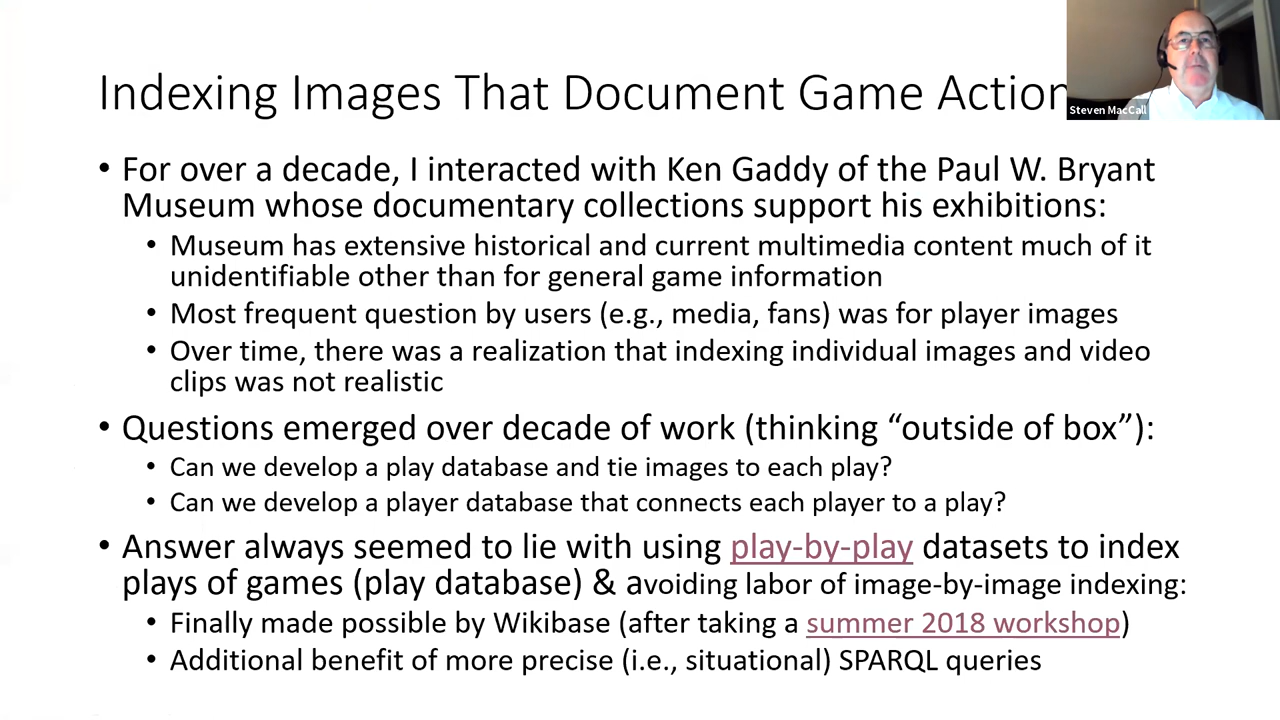 Indexing Images That Document Game Action
Steven MacCall
• For over a decade, I interacted with Ken Gaddy of the Paul W. Bryant
Museum whose documentary collections support his exhibitions:
• Museum has extensive historical and current multimedia content much of it
unidentifiable other than for general game information
• Most frequent question by users (e.g., media, fans) was for player images
• Over time, there was a realization that indexing individual images and video
clips was not realistic
• Questions emerged over decade of work (thinking “outside of box”):
• Can we develop a play database and tie images to each play?
• Can we develop a player database that connects each player to a play?
• Answer always seemed to lie with using play-by-play datasets to index
plays of games (play database) & avoiding labor of image-by-image indexing:
• Finally made possible by Wikibase (after taking a summer 2018 workshop)
• Additional benefit of more precise (i.e., situational) SPARQL queries